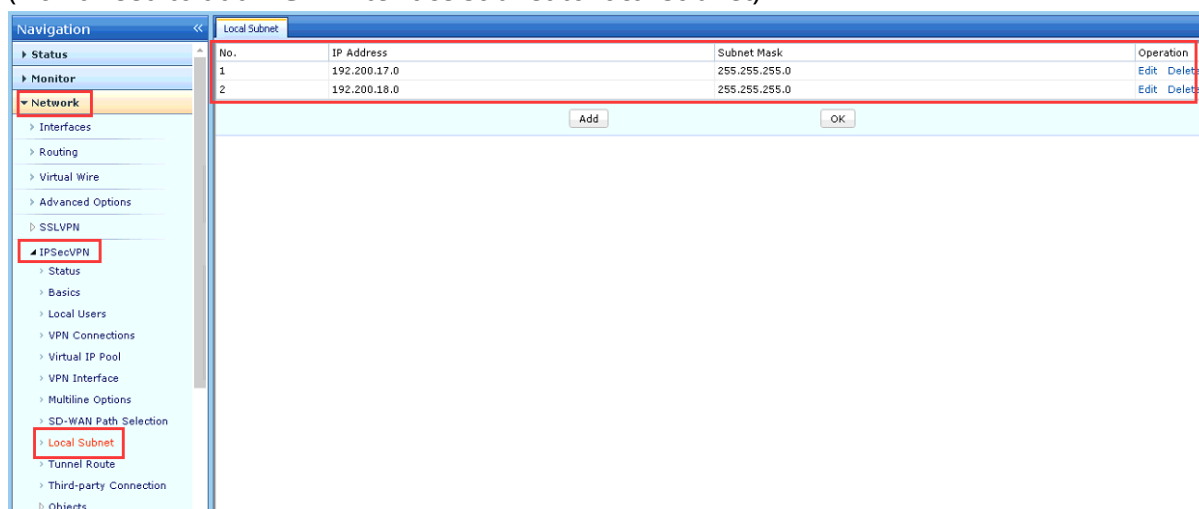 Navigation
Local Subnet
Status
Monitor
Network
Interfaces
Routing
Virtual Wire
Advanced Options
SSLVPN
IPSecVPN
Status
Basics
Local Users
VPN Connections
Virtual IP Pool
VPN Interface
Multiline Options
SD-WAN Path Selection
Local Subnet
Tunnel Route
Third-party Connection
Objects
No. IP Address Subnet Mask Operation
1 192.200.17.0 255.255.255.0 Edit Delete
2 192.200.18.0 255.255.255.0 Edit Delete
Add OK